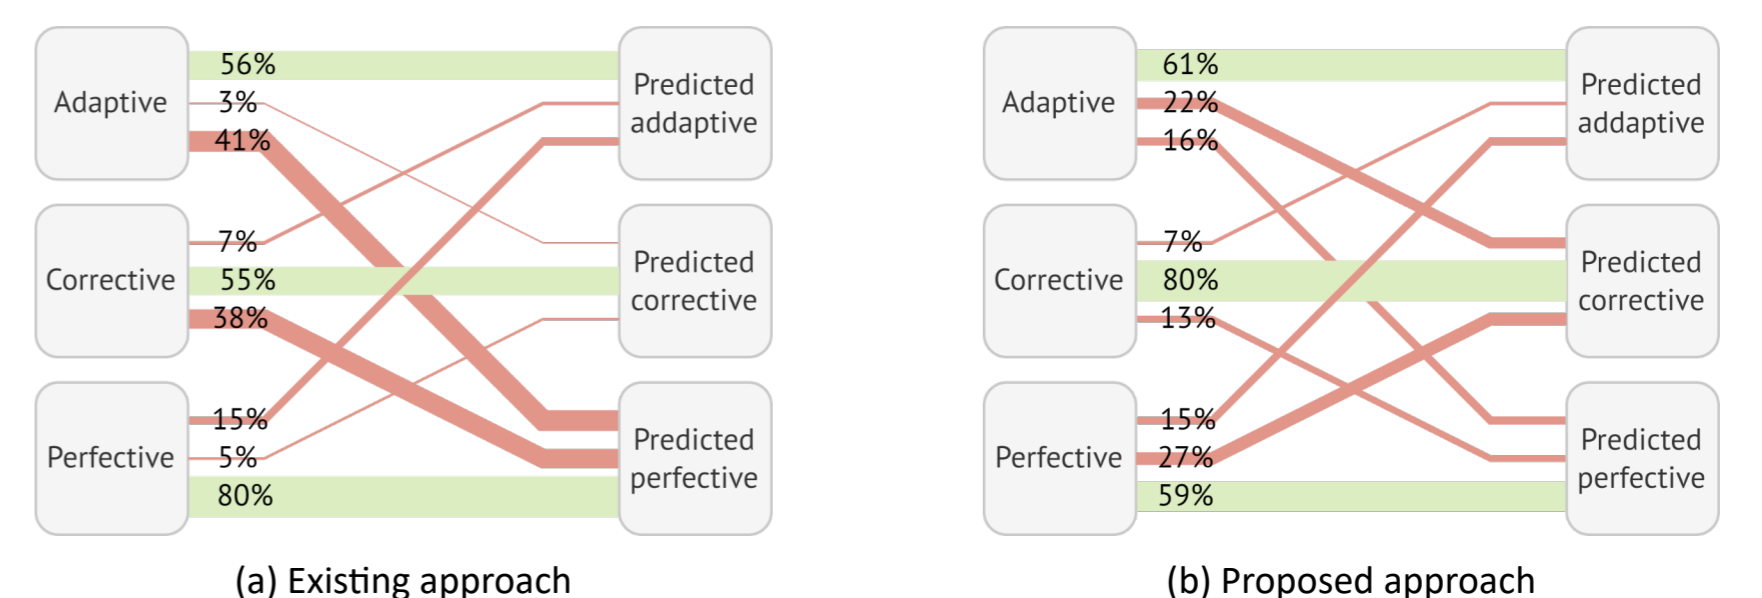 Adaptive
56%
3%
41%
Predicted
addaptive
Corrective
7%
55%
38%
Predicted
corrective
Perfective
15%
5%
80%
Predicted
perfective
(a) Existing approach
Adaptive
61%
22%
16%
Predicted
addaptive
Corrective
7%
80%
13%
Predicted
corrective
Perfective
15%
27%
59%
Predicted
perfective
(b) Proposed approach